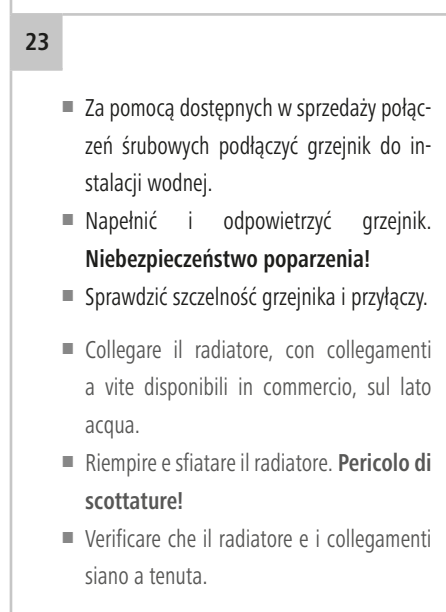 23
■ Za pomocą dostępnych w sprzedaży połąc-
zeń śrubowych podłączyć grzejnik do in-
stalacji wodnej.
■ Napełnić i odpowietrzyć grzejnik.
Niebezpieczeństwo poparzenia!
■ Sprawdzić szczelność grzejnika i przyłączy.
■ Collegare il radiatore, con collegamenti
a vite disponibili in commercio, sul lato
acqua.
■ Riempire e sfiatare il radiatore. Pericolo di
scottature!
■ Verificare che il radiatore e i collegamenti
siano a tenuta.